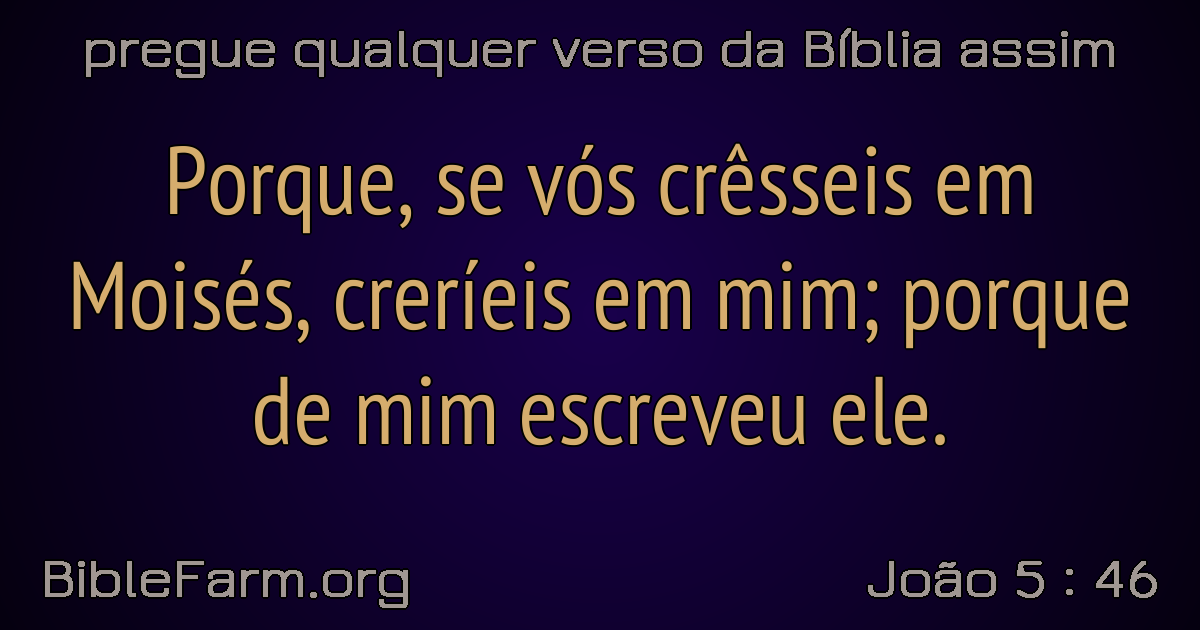 pregue qualquer verso da Bíblia assim
Porque, se vós crêsseis em
Moisés, creríeis em mim; porque
de mim escreveu ele.
BibleFarm.org
João 5 : 46